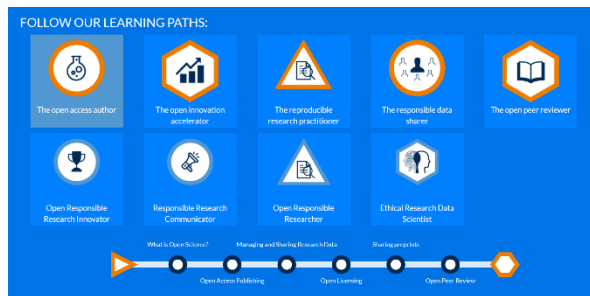 FOLLOW OUR LEARNING PATHS:
The open access author
The open innovation
accelerator
The reproducible
research practitioner
The responsible data
sharer
The open peer reviewer
Open Responsible
Research Innovator
Responsible Research
Communicator
Open Responsible
Researcher
Ethical Research Data
Scientist
What is Open Science?
Managing and Sharing Research Data
Sharing preprints
Open Access Publishing
Open Licensing
Open Peer Review